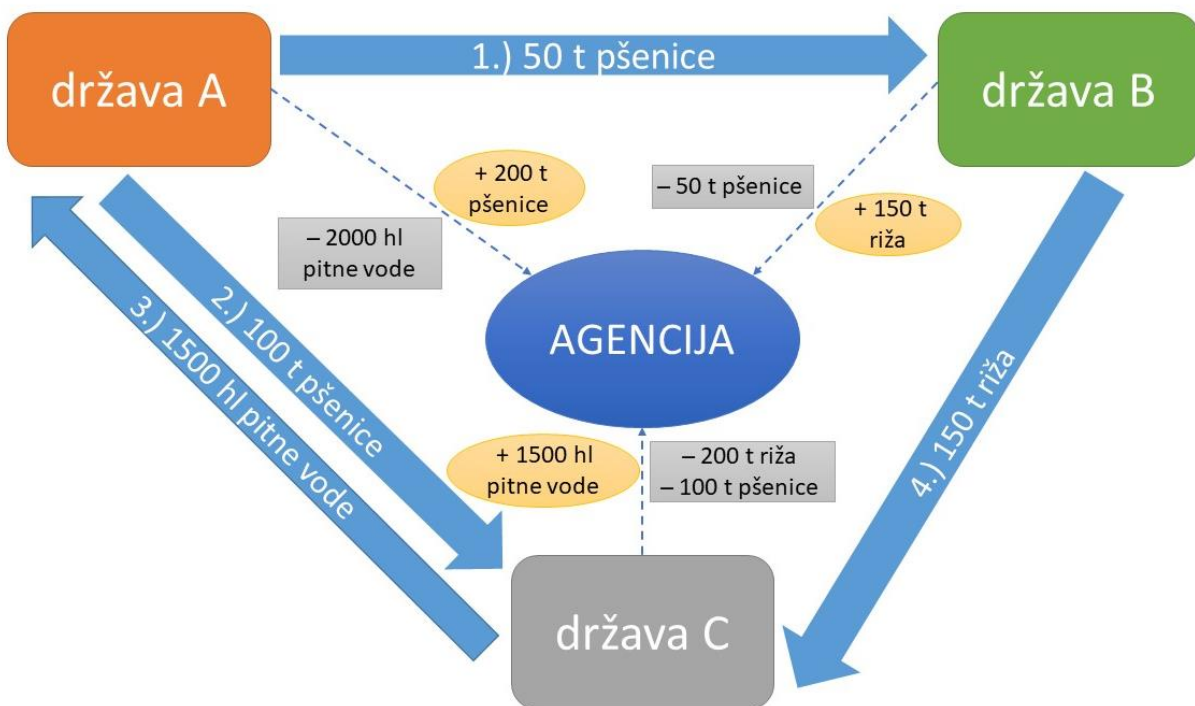 država A
1.) 50 t pšenice
država B
+ 200 t
pšenice
– 50 t pšenice
+ 150 t
riža
– 2000 hl
pitne vode
2.) 100 t pšenice
3.) 1500 hl pitne vode
AGENCIJA
4.) 150 t riža
+ 1500 hl
pitne vode
– 200 t riža
– 100 t pšenice
država C